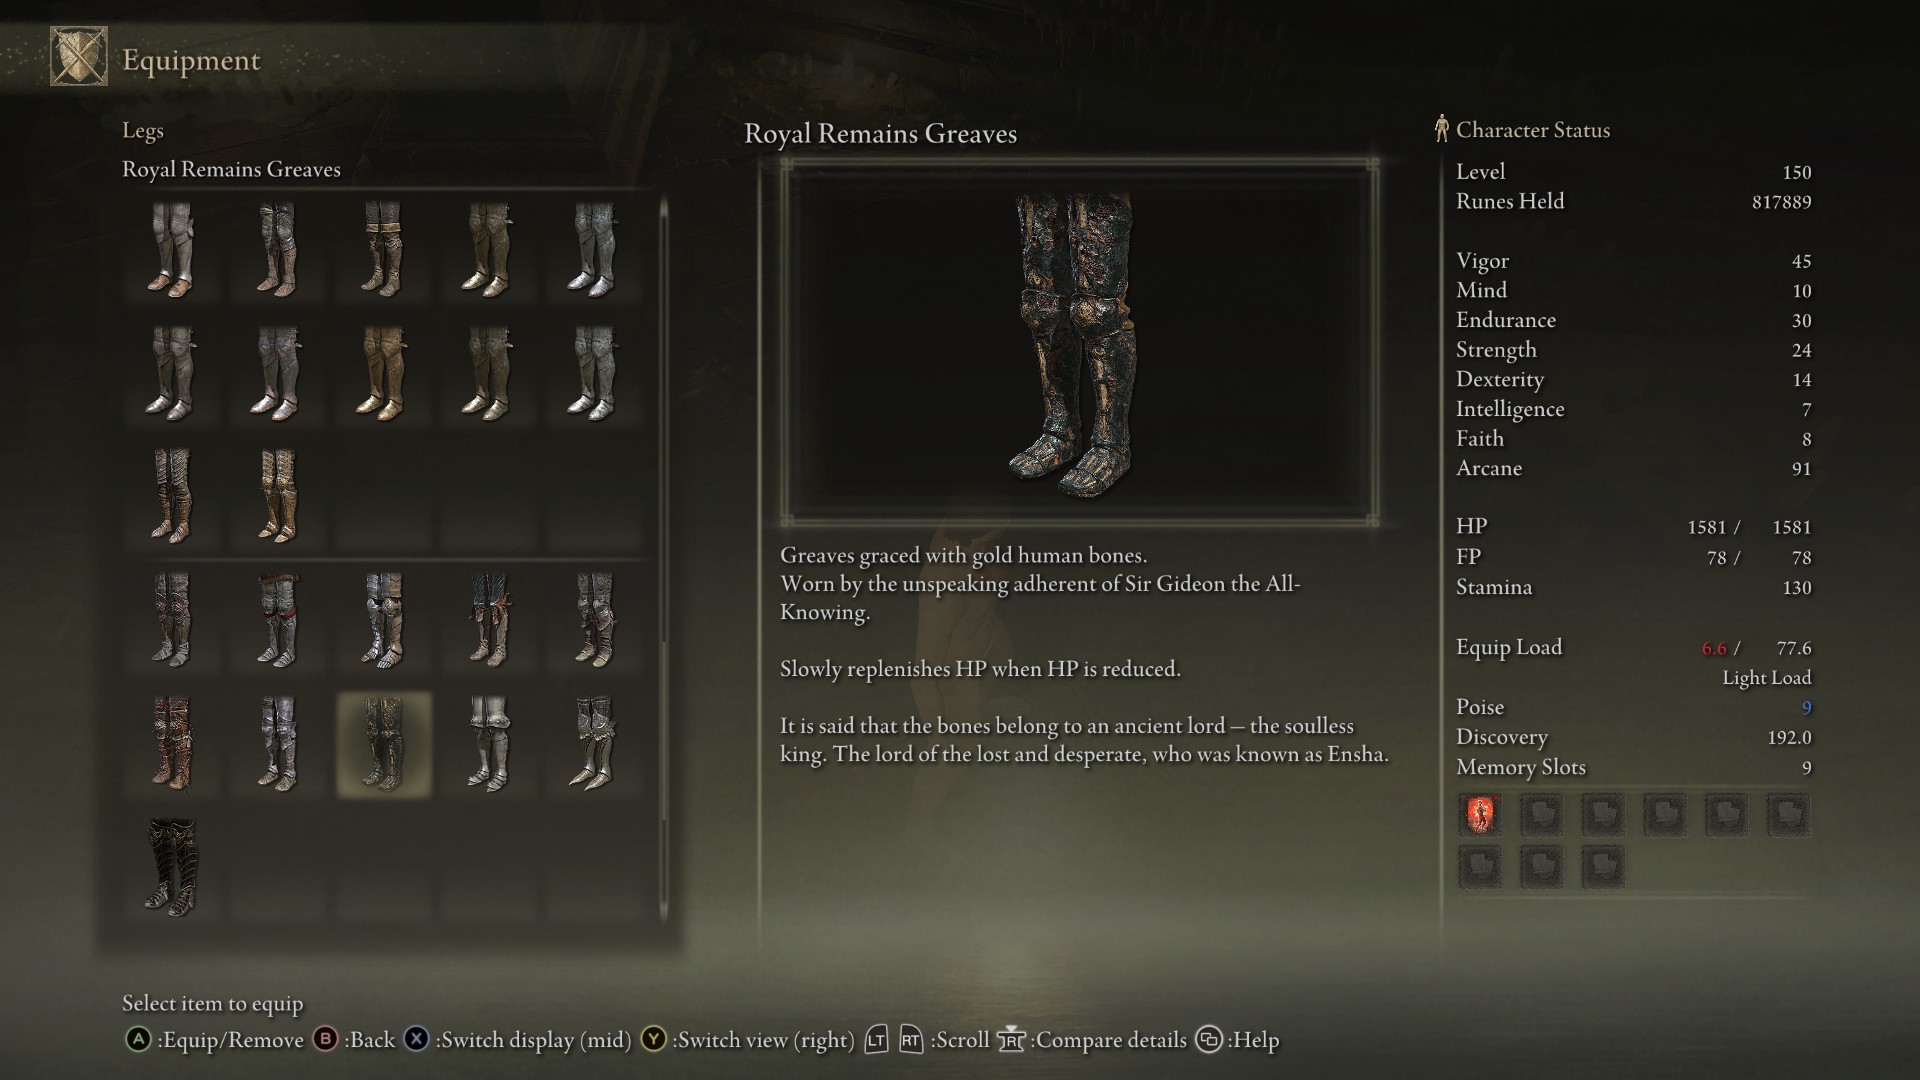 Equipment
Legs
Royal Remains Greaves
Royal Remains Greaves
Greaves graced with gold human bones.
Worn by the unspeaking adherent of Sir Gideon the All-
Knowing.
Slowly replenishes HP when HP is reduced.
It is said that the bones belong to an ancient lord – the soulless
king. The lord of the lost and desperate, who was known as Ensha.
Character Status
Level 150
Runes Held 817889
Vigor 45
Mind 10
Endurance 30
Strength 24
Dexterity 14
Intelligence 7
Faith 8
Arcane 91
HP 1581 / 1581
FP 78 / 78
Stamina 130
Equip Load 6.6 / 77.6
Light Load
Poise 9
Discovery 192.0
Memory Slots 9
Select item to equip
A :Equip/Remove B :Back X :Switch display (mid) Y :Switch view (right) LT RT :Scroll R :Compare details :Help